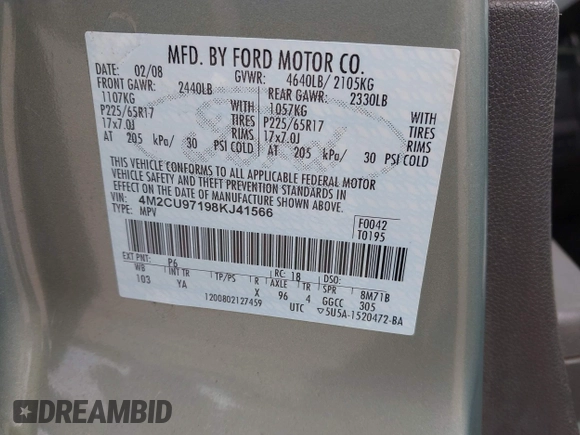 MFD. BY FORD MOTOR CO.
DATE: 02/08 GVWR: 4640LB/ 2105KG
FRONT GAWR: 2440LB REAR GAWR: 2330LB
1107KG WITH 1057KG WITH
P225/65R17 TIRES P225/65R17 TIRES
17x7.0J RIMS 17x7.0J RIMS
AT 205 kPa/ 30 PSI COLD AT 205 kPa/ 30 PSI COLD
THIS VEHICLE CONFORMS TO ALL APPLICABLE FEDERAL MOTOR
VEHICLE SAFETY AND THEFT PREVENTION STANDARDS IN
EFFECT ON THE DATE OF MANUFACTURE SHOWN ABOVE.
VIN: 4M2CU97198KJ41566 F0042
TYPE: MPV T0195
EXT PNT: P6 RC: 18 DSO:
WB INT TR TP/PS R AXLE TR SPR 8M71B
103 YA X 96 4 GGCC 305
1200802127459 UTC ▽5U5A-1520472-BA
DREAMBID